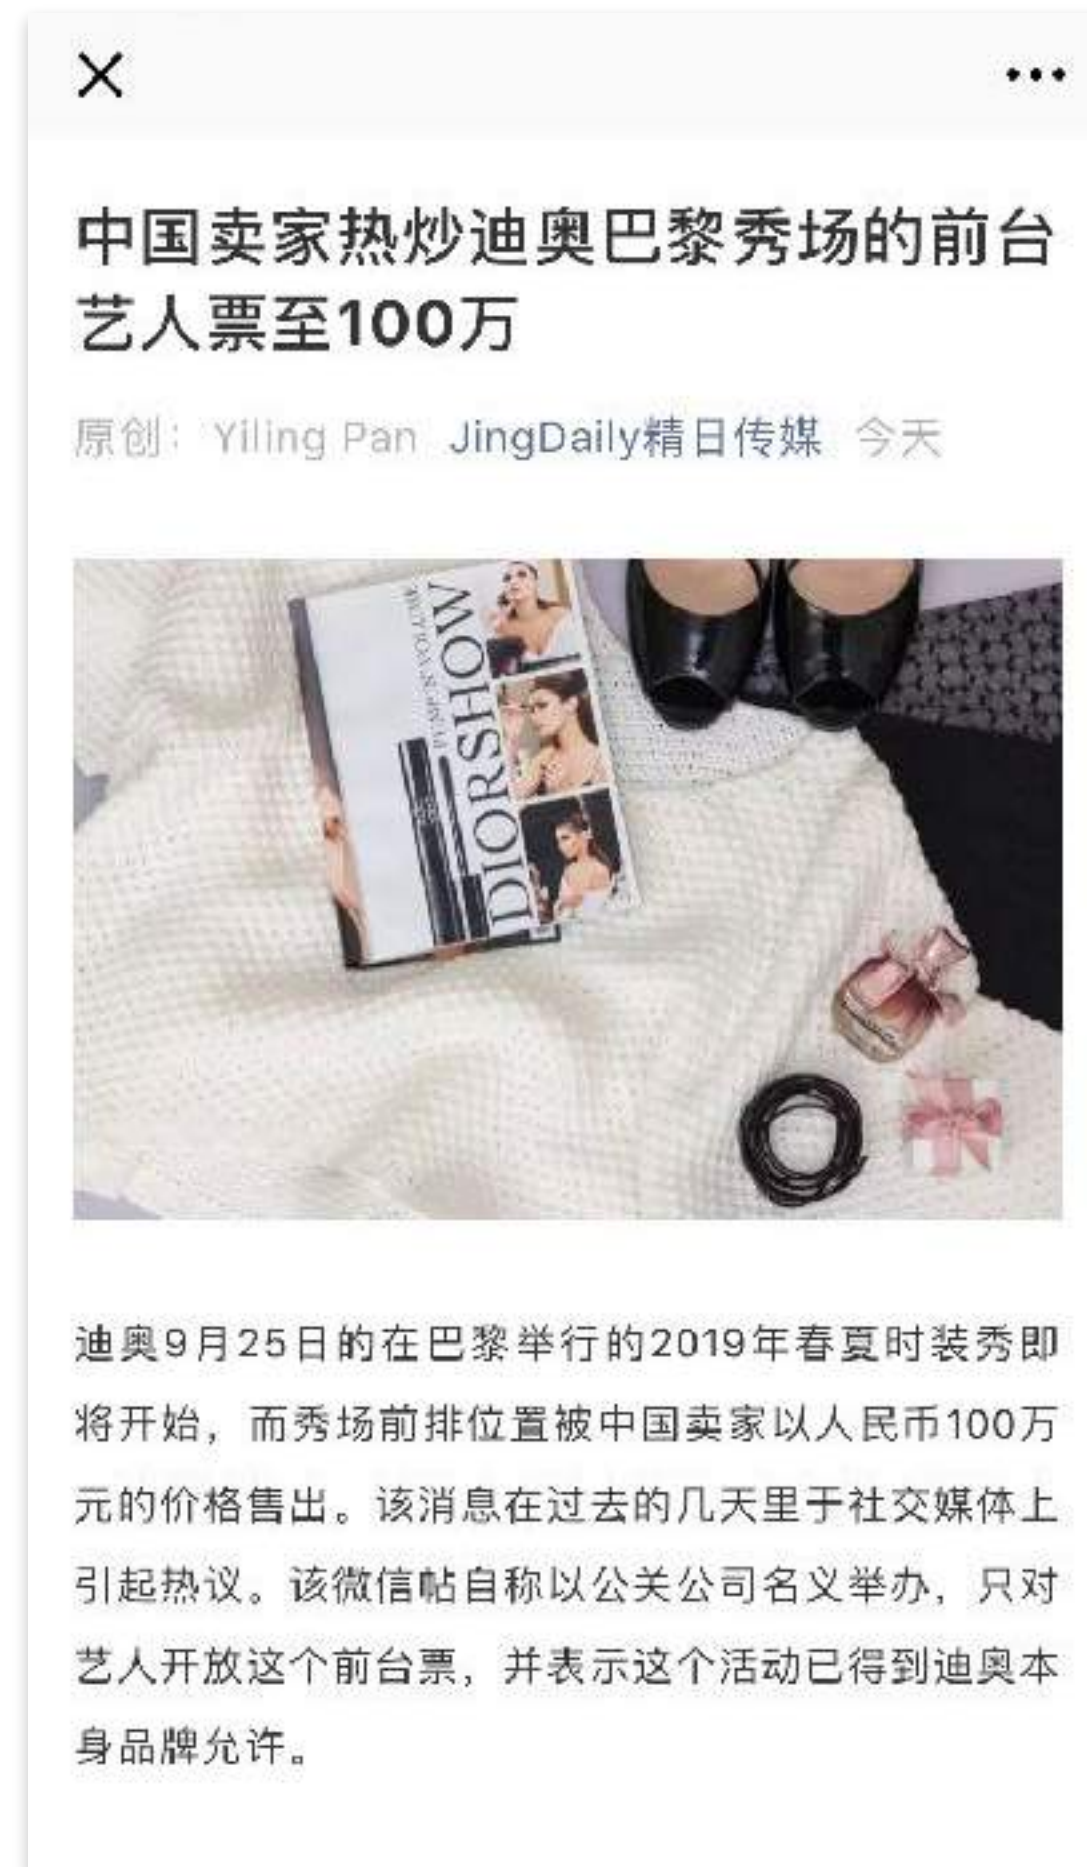 中国卖家热炒迪奥巴黎秀场的前台
艺人票至100万
原创： Yiling Pan JingDaily精日传媒 今天
DIORSHOW
迪奥9月25日的在巴黎举行的2019年春夏时装秀即
将开始，而秀场前排位置被中国卖家以人民币100万
元的价格售出。该消息在过去的几天里于社交媒体上
引起热议。该微信帖自称以公关公司名义举办，只对
艺人开放这个前台票，并表示这个活动已得到迪奥本
身品牌允许。